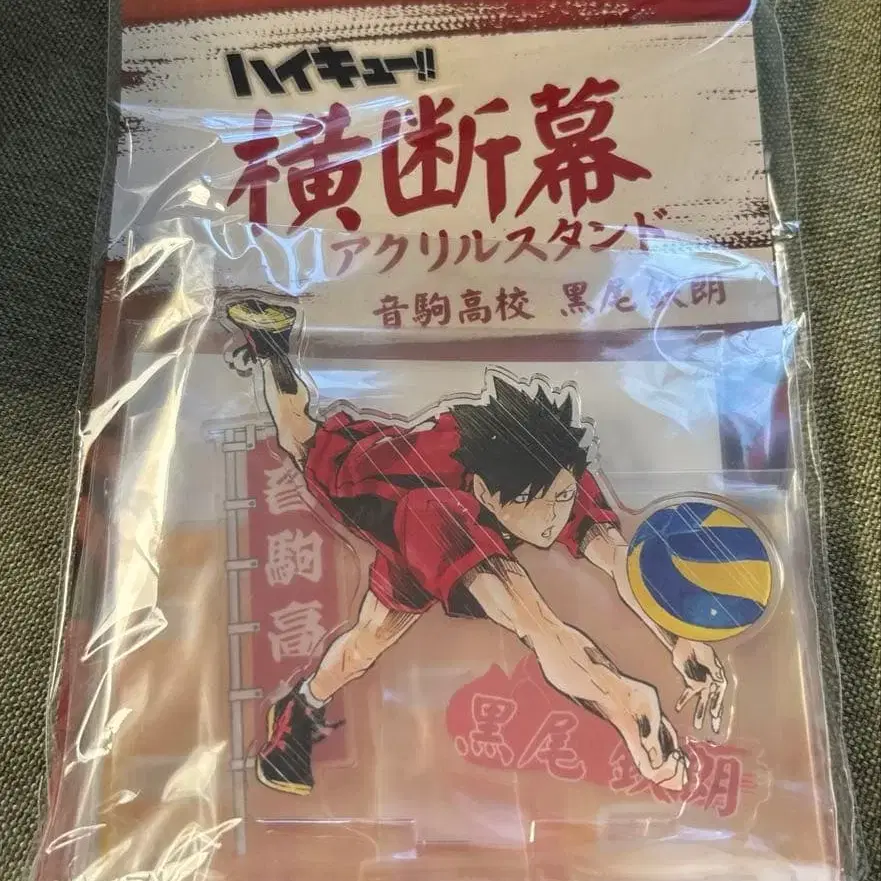 ハイキュー!!
横断幕
アクリルスタンド
音駒高校 黒尾鉄朗
音駒高
黒尾 鉄朗